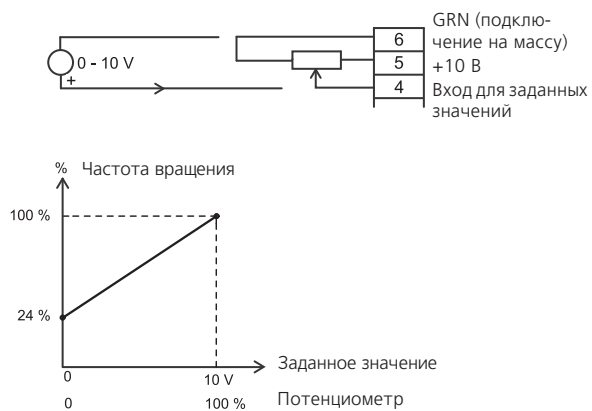 GRN (подклю-
чение на массу)
6
0 - 10 V
+
5
+10 В
4
Вход для заданных
значений
% Частота вращения
100 %
24 %
0
10 V
Заданное значение
0
100 %
Потенциометр